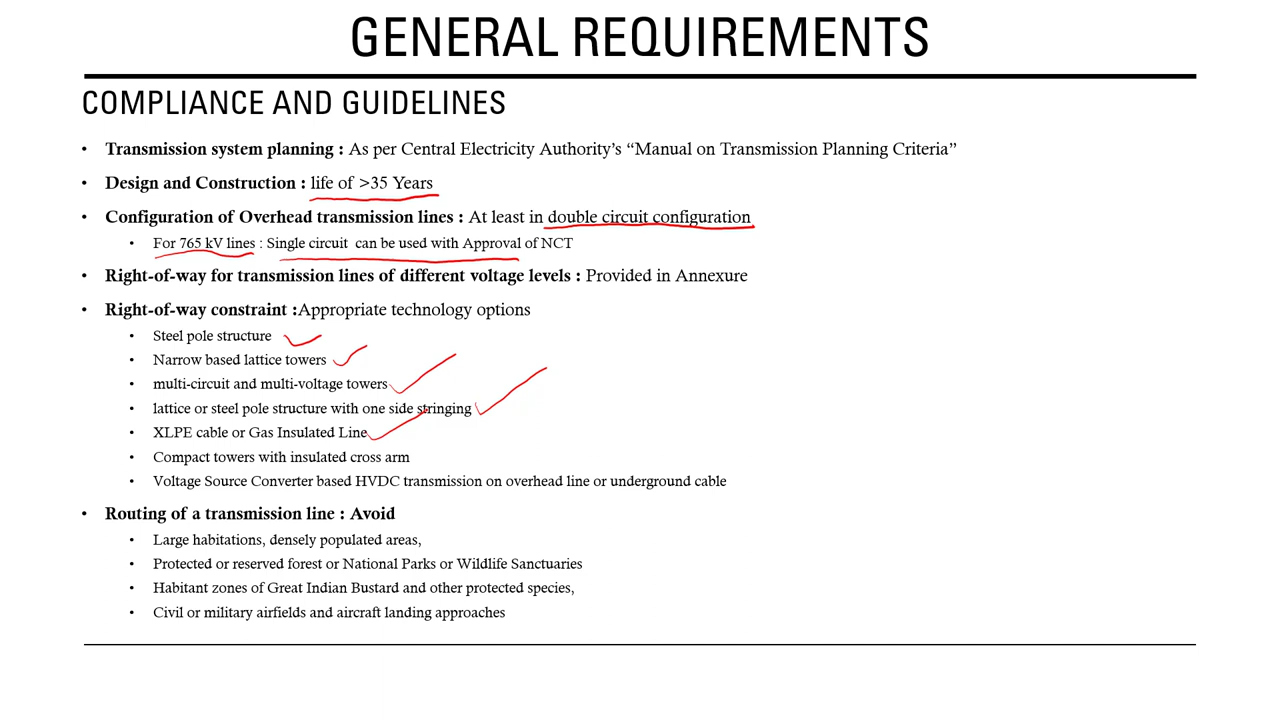 GENERAL REQUIREMENTS
COMPLIANCE AND GUIDELINES
• Transmission system planning : As per Central Electricity Authority’s “Manual on Transmission Planning Criteria”
• Design and Construction : life of >35 Years
• Configuration of Overhead transmission lines : At least in double circuit configuration
• For 765 kV lines : Single circuit can be used with Approval of NCT
• Right-of-way for transmission lines of different voltage levels : Provided in Annexure
• Right-of-way constraint :Appropriate technology options
• Steel pole structure
• Narrow based lattice towers
• multi-circuit and multi-voltage towers
• lattice or steel pole structure with one side stringing
• XLPE cable or Gas Insulated Line
• Compact towers with insulated cross arm
• Voltage Source Converter based HVDC transmission on overhead line or underground cable
• Routing of a transmission line : Avoid
• Large habitations, densely populated areas,
• Protected or reserved forest or National Parks or Wildlife Sanctuaries
• Habitant zones of Great Indian Bustard and other protected species,
• Civil or military airfields and aircraft landing approaches